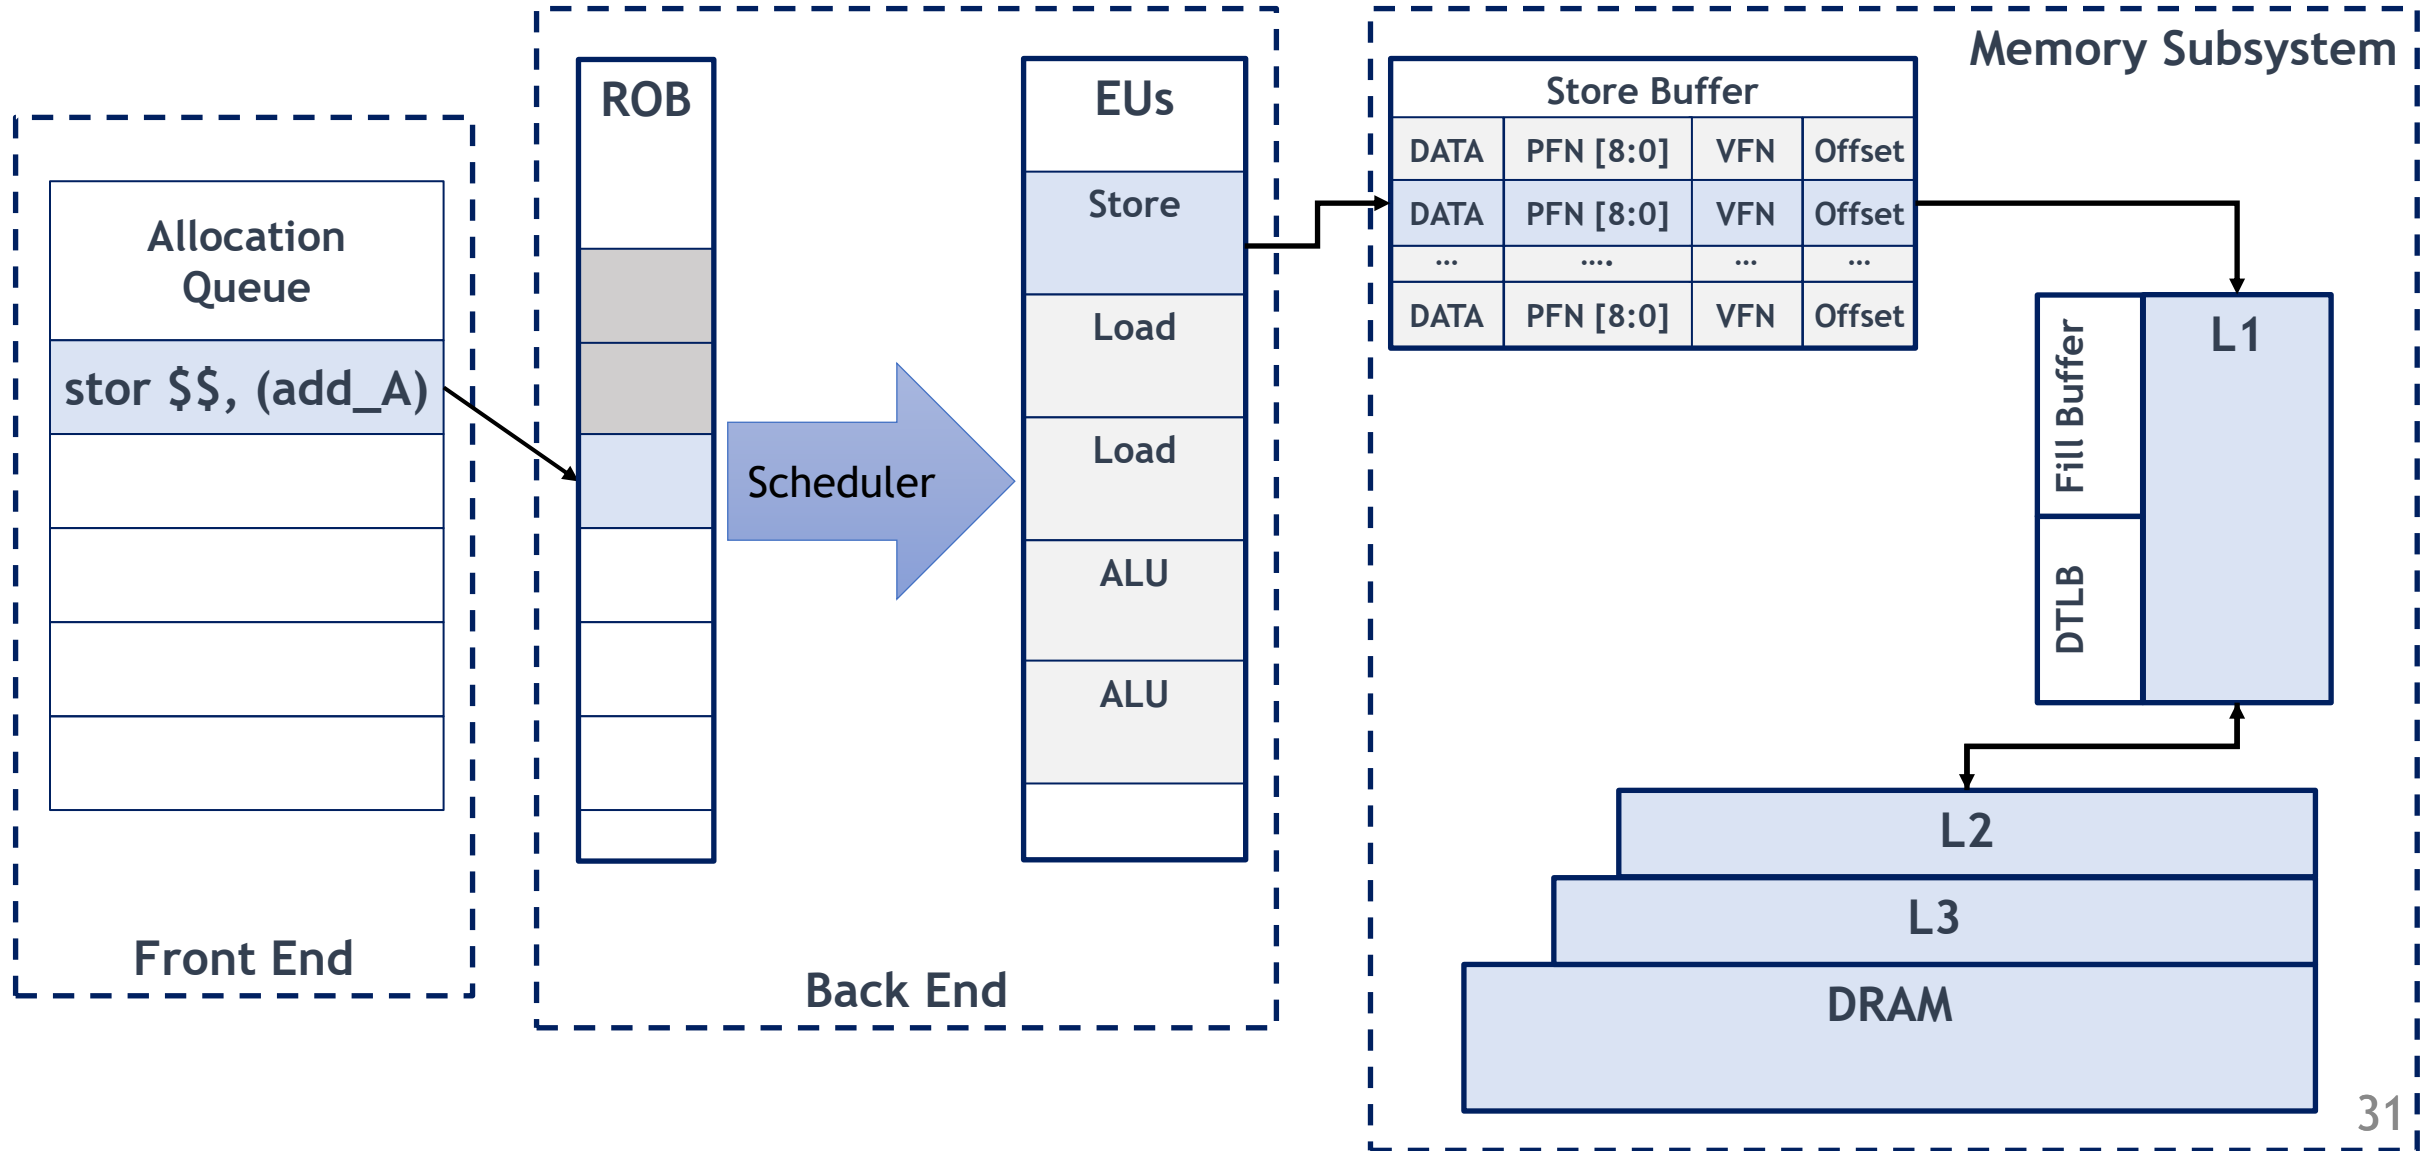 Allocation
Queue
stor $$, (add_A)
Front End
ROB
Scheduler
EUs
Store
Load
Load
ALU
ALU
Back End
Memory Subsystem
Store Buffer
DATA PFN [8:0] VFN Offset
DATA PFN [8:0] VFN Offset
... .... ... ...
DATA PFN [8:0] VFN Offset
Fill Buffer
DTLB
L1
L2
L3
DRAM
31